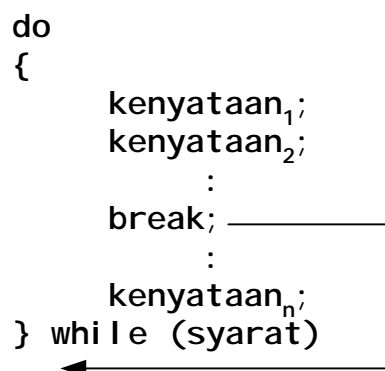 do
{
kenyataan₁;
kenyataan₂;
:
break;
:
kenyataanₙ;
} while (syarat)